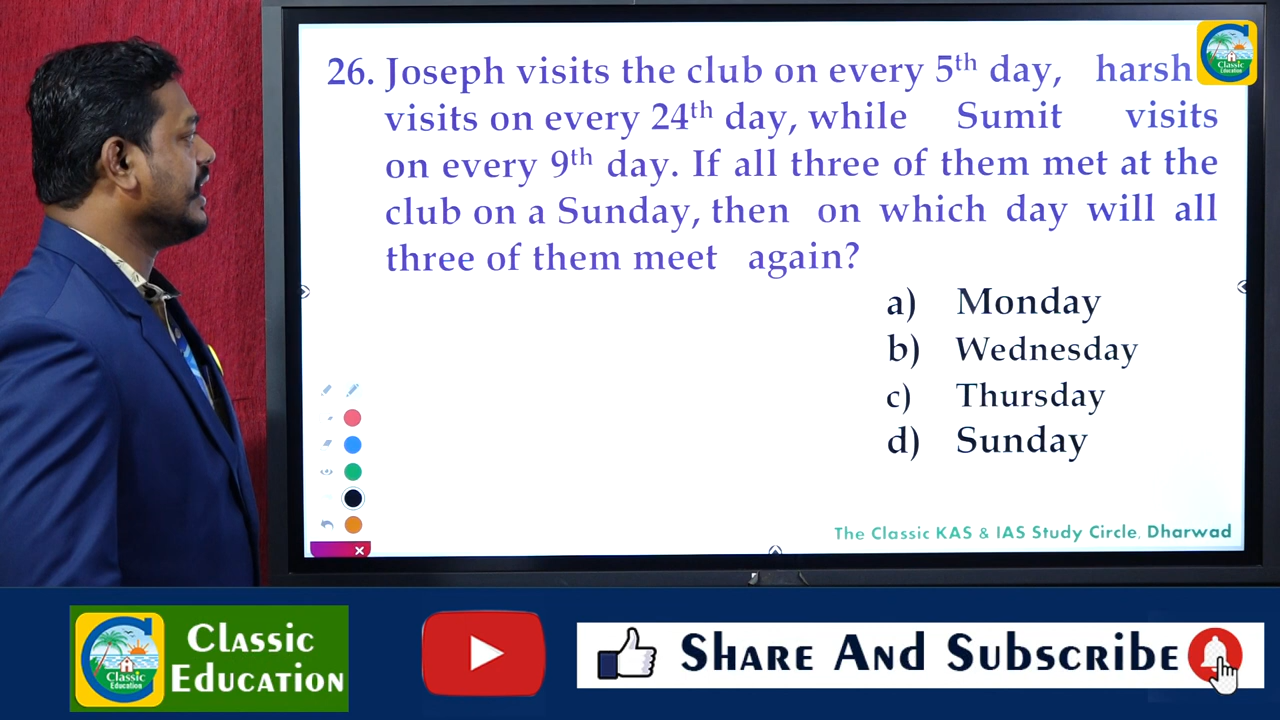 26. Joseph visits the club on every 5th day, harsh
visits on every 24th day, while Sumit visits
on every 9th day. If all three of them met at the
club on a Sunday, then on which day will all
three of them meet again?
a) Monday
b) Wednesday
c) Thursday
d) Sunday
The Classic KAS & IAS Study Circle, Dharwad
Classic
Education
Classic
Education
Classic
Education
Share And Subscribe